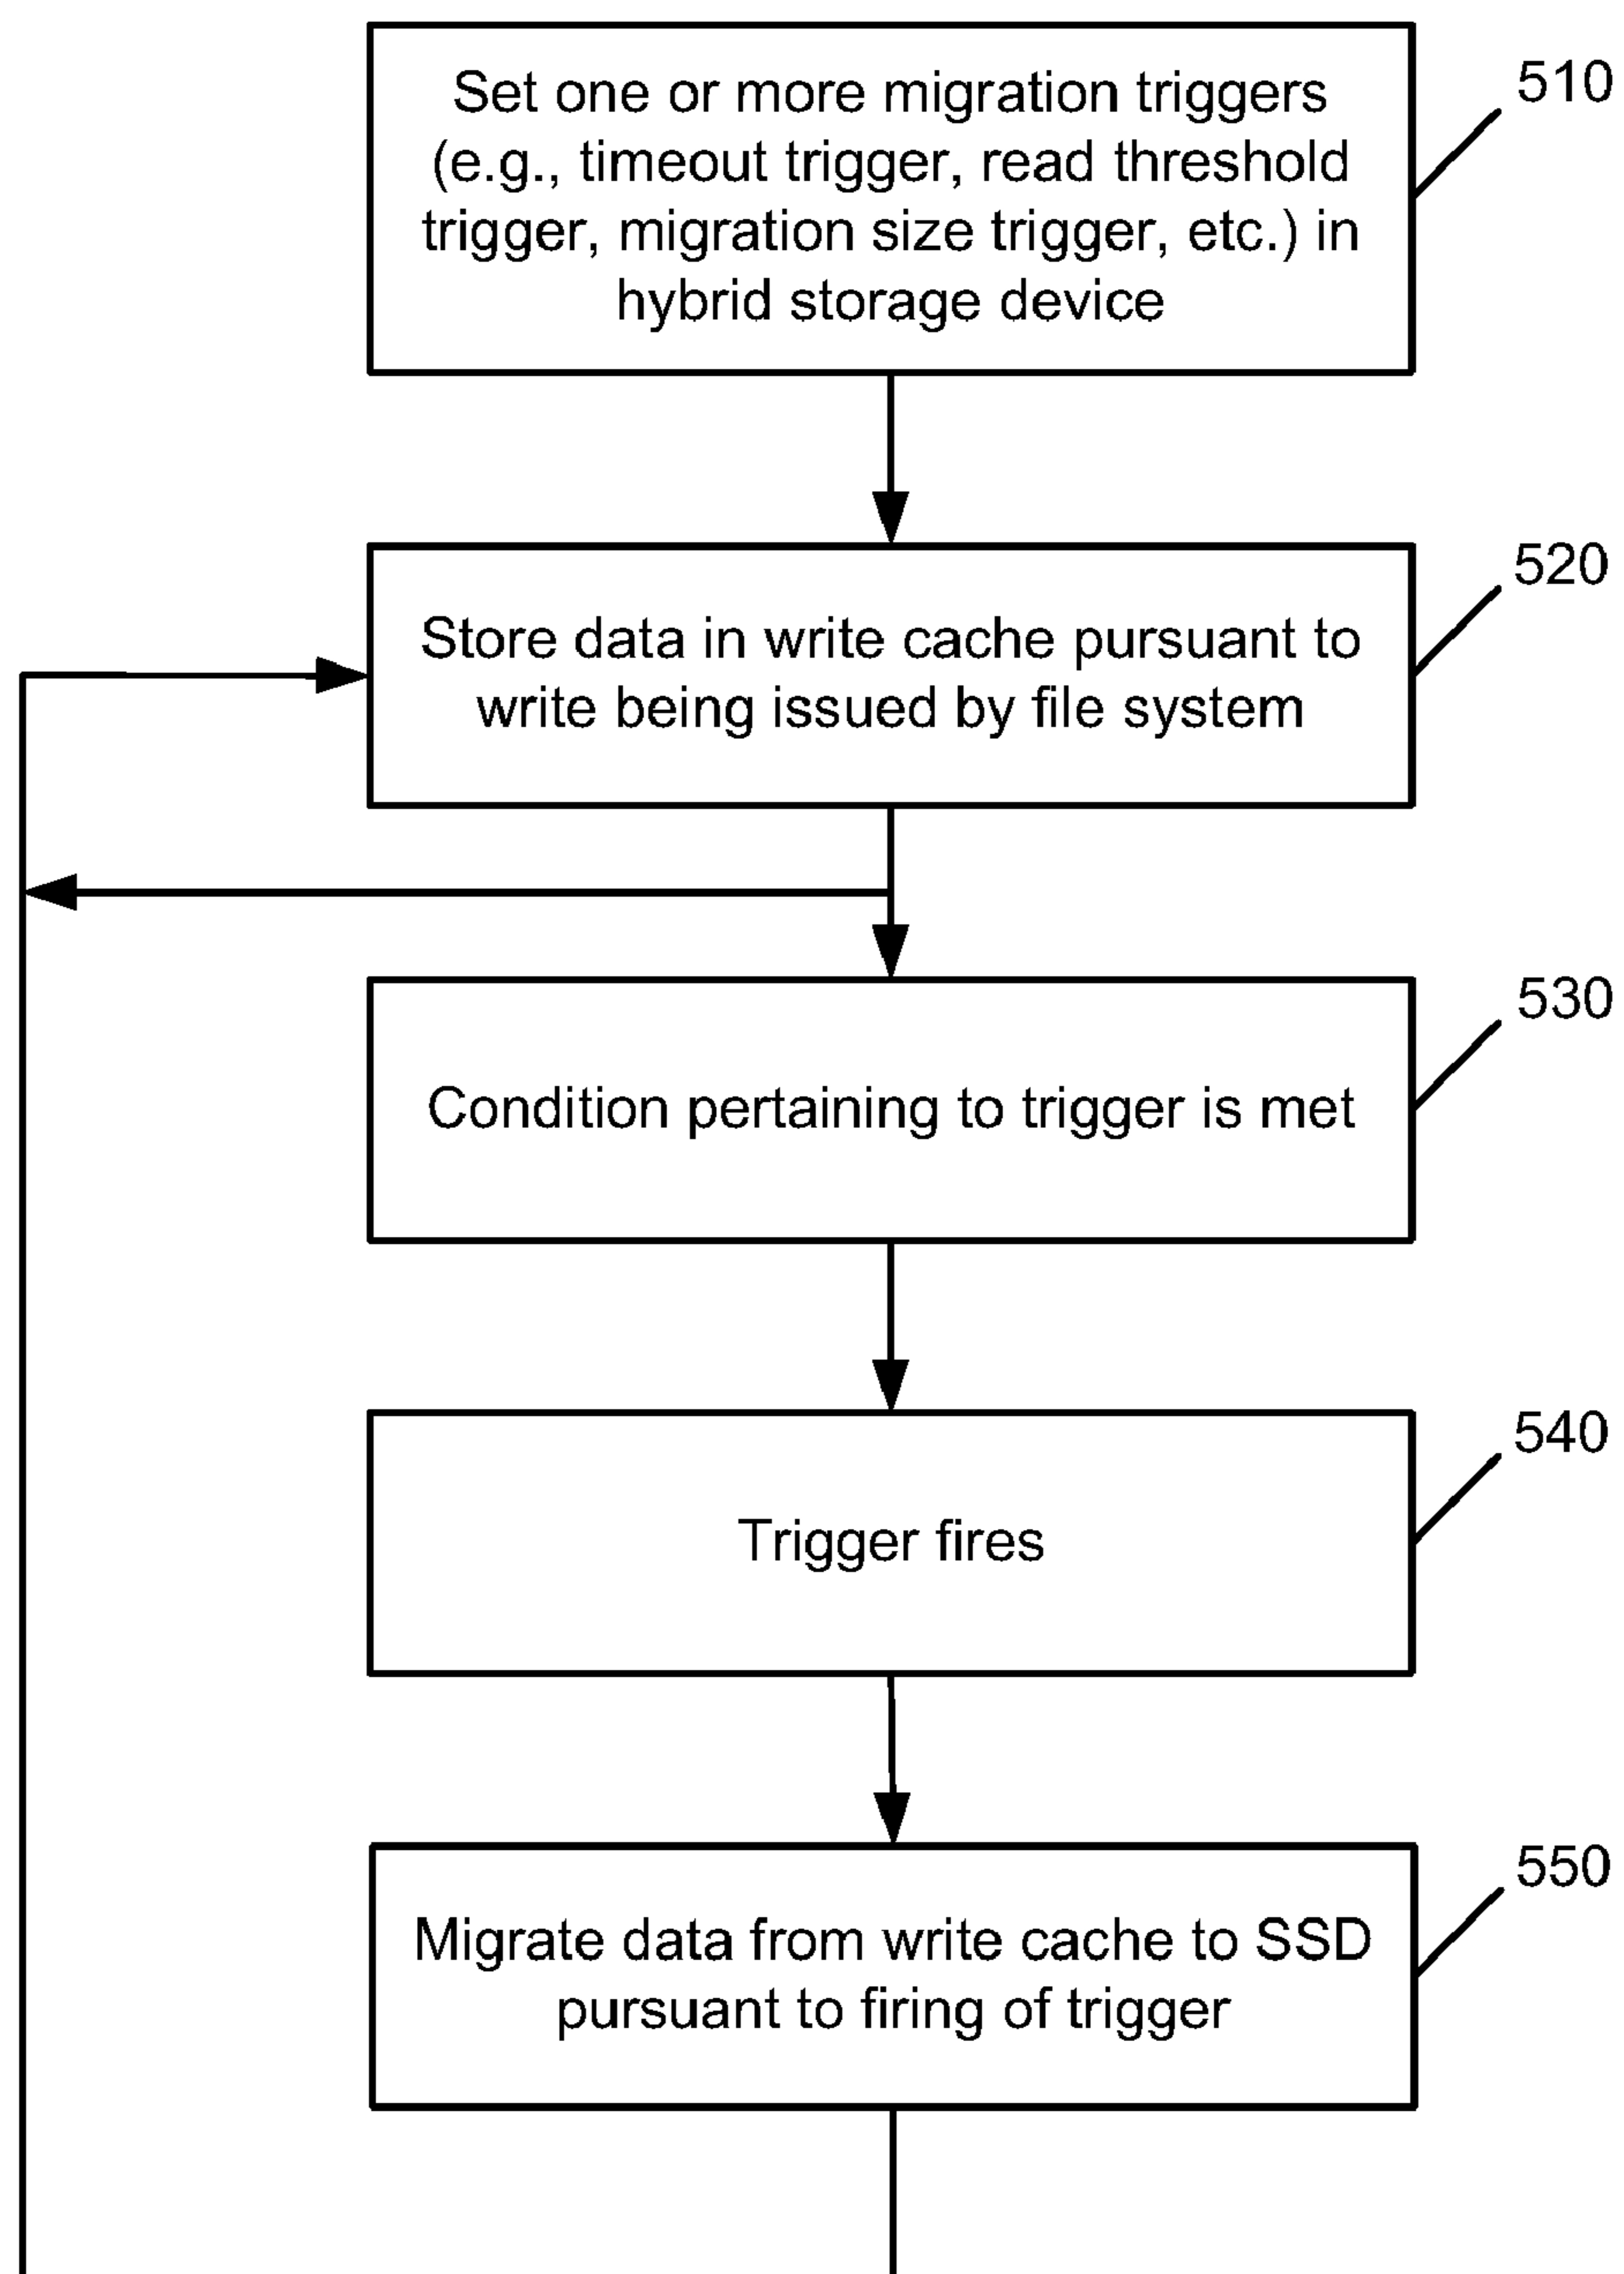 Set one or more migration triggers
(e.g., timeout trigger, read threshold
trigger, migration size trigger, etc.) in
hybrid storage device
510
Store data in write cache pursuant to
write being issued by file system
520
Condition pertaining to trigger is met
530
Trigger fires
540
Migrate data from write cache to SSD
pursuant to firing of trigger
550